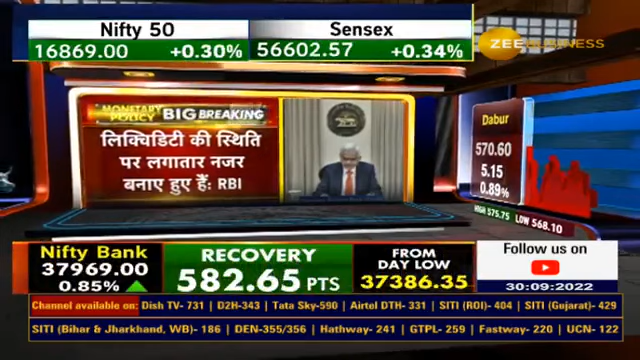 Nifty 50
16869.00 +0.30%
Sensex
56602.57 +0.34%
ZEE BUSINESS
MONETARY POLICY BIG BREAKING
लिक्विडिटी की स्थिति
पर लगातार नजर
बनाए हुए हैं: RBI
Dabur
570.60
5.15
0.89%
HIGH 575.75 LOW 568.10
Nifty Bank
37969.00
0.85%
RECOVERY
582.65 PTS
FROM
DAY LOW
37386.35
Follow us on
30:09:2022
Channel available on: Dish TV- 731 | D2H-343 | Tata Sky-590 | Airtel DTH- 331 | SITI (ROI)- 404 | SITI (Gujarat)- 429
SITI (Bihar & Jharkhand, WB)- 186 | DEN-355/356 | Hathway- 241 | GTPL- 259 | Fastway- 220 | UCN- 122